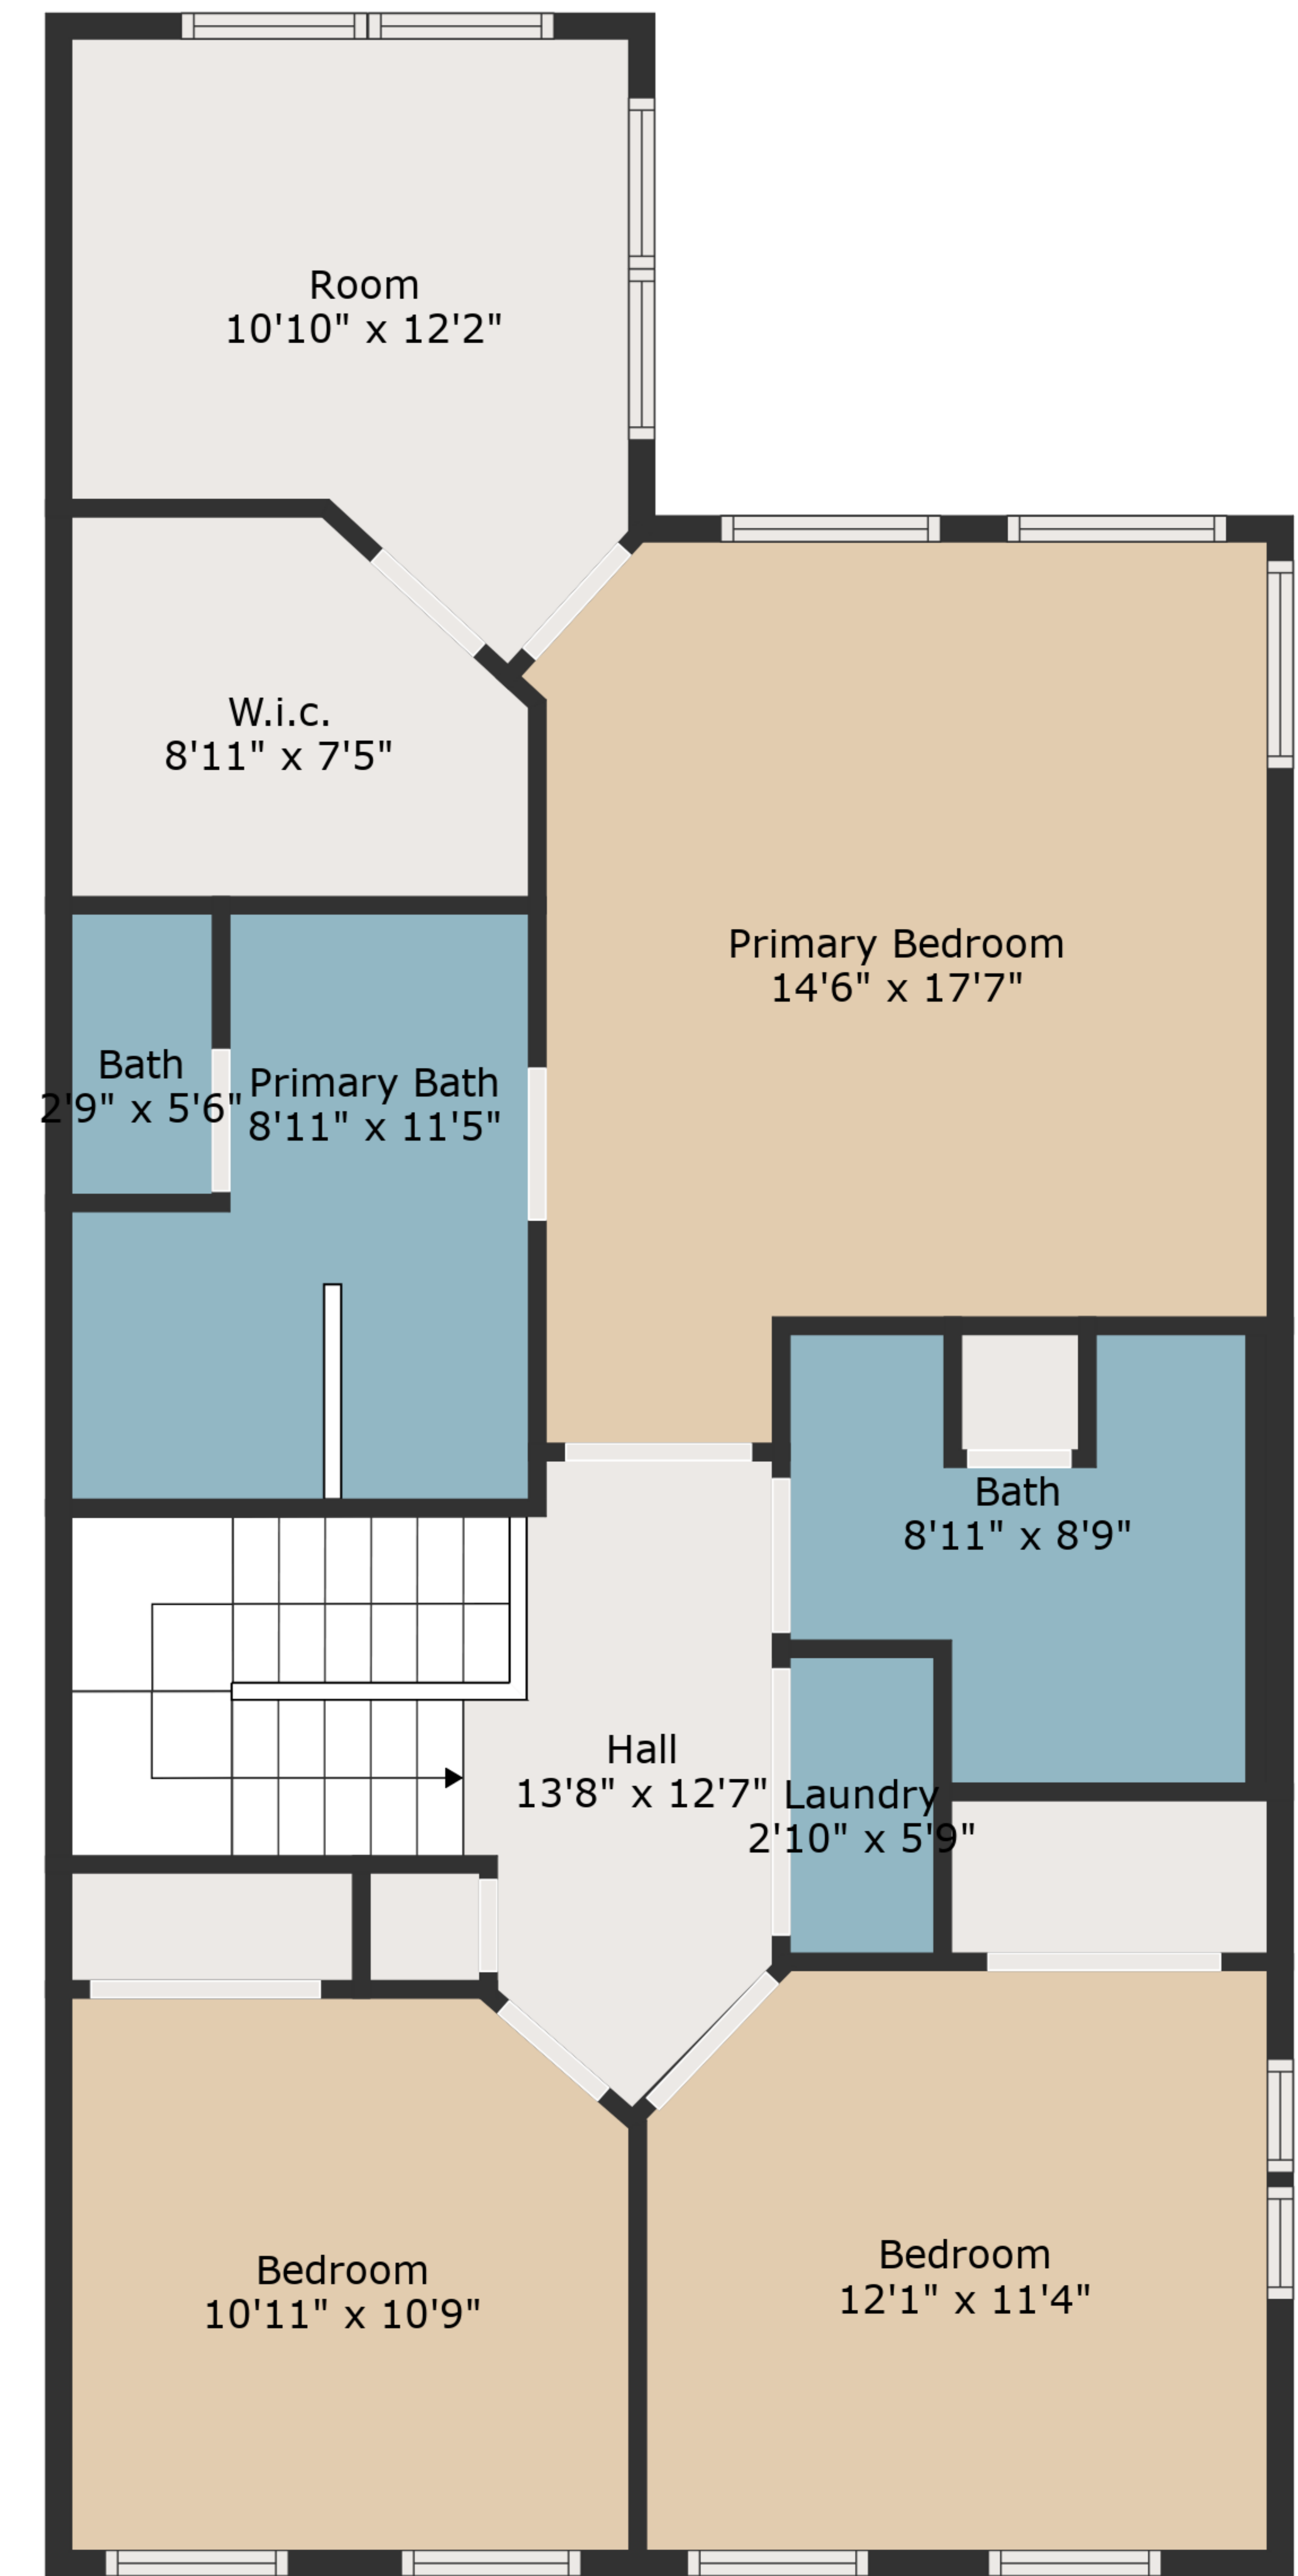 Room
10'10" x 12'2"
W.i.c.
8'11" x 7'5"
Primary Bedroom
14'6" x 17'7"
Bath
2'9" x 5'6"
Primary Bath
8'11" x 11'5"
Bath
8'11" x 8'9"
Hall
13'8" x 12'7"
Laundry
2'10" x 5'9"
Bedroom
10'11" x 10'9"
Bedroom
12'1" x 11'4"